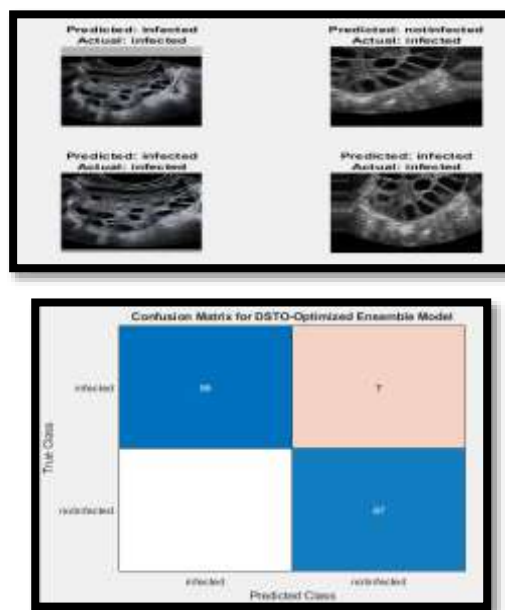 Predicted: infected
Actual: infected
Predicted: notinfected
Actual: infected
Predicted: infected
Actual: infected
Predicted: infected
Actual: infected
Confusion Matrix for DSTO-Optimized Ensemble Model
infected
7
True Class
notinfected
infected
notinfected
Predicted Class